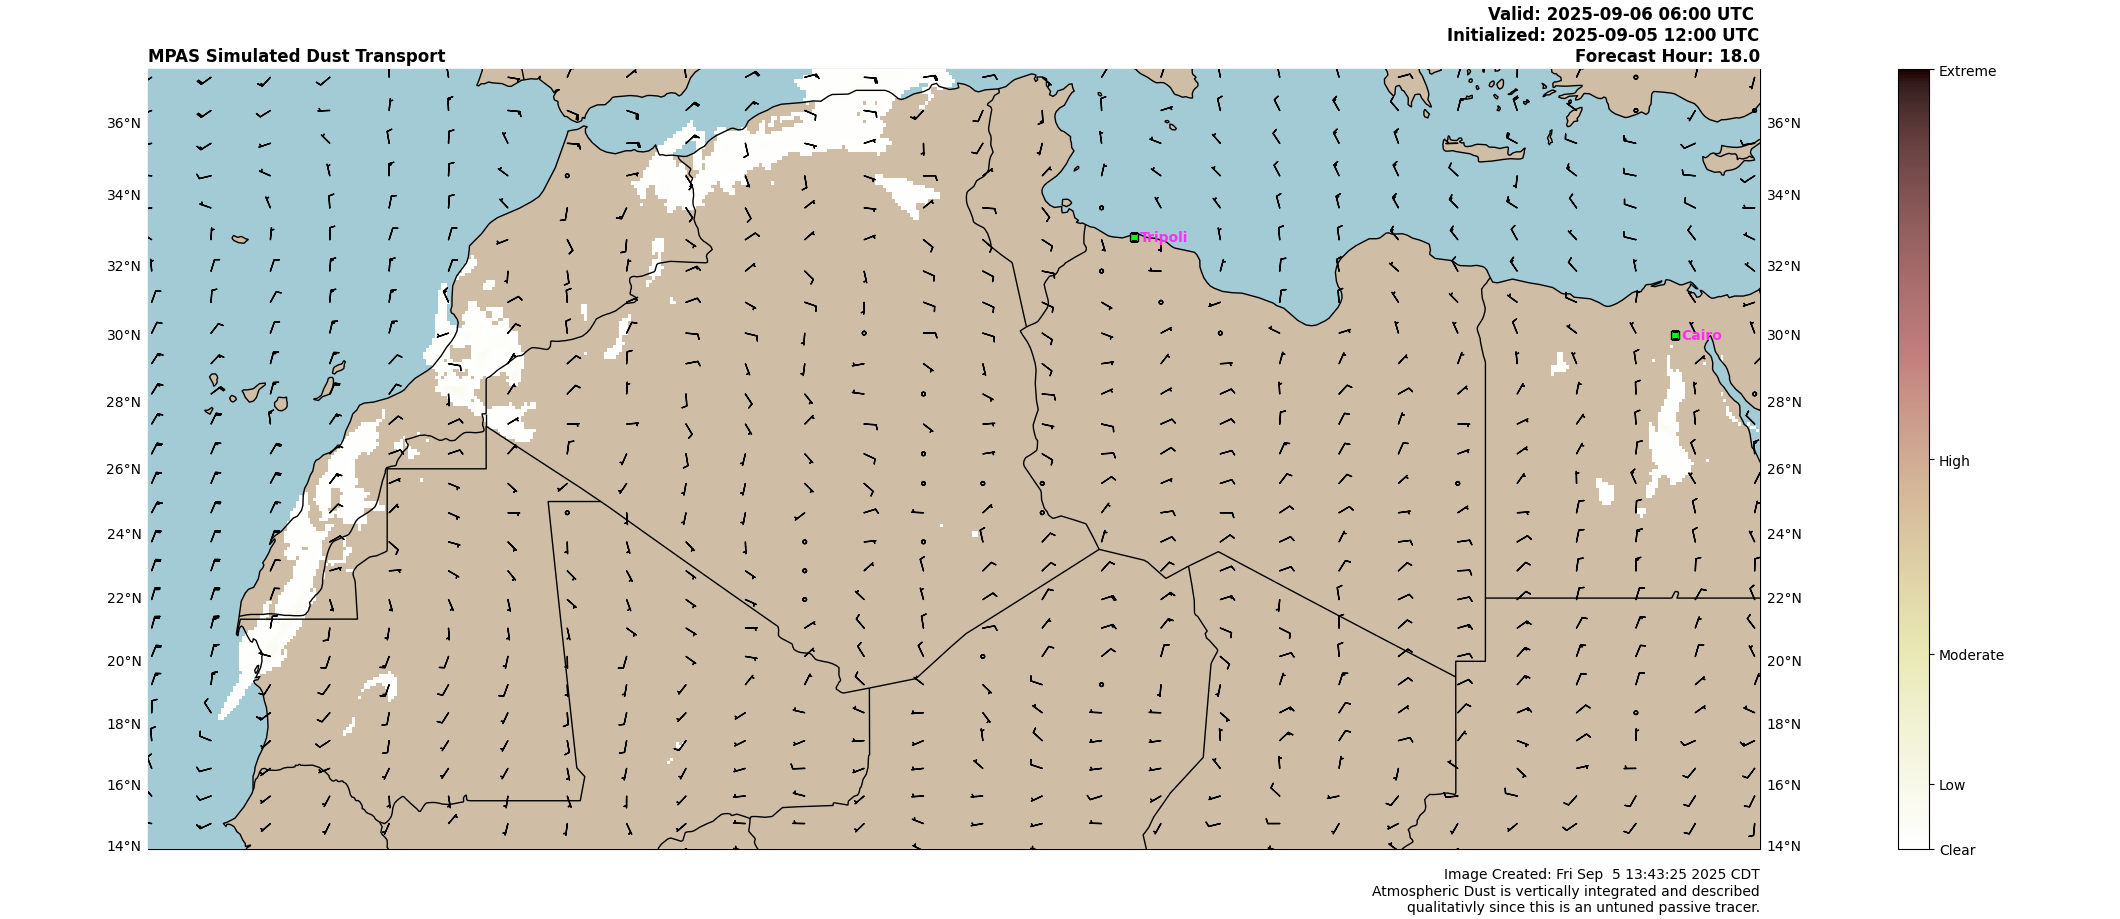 Valid: 2025-09-06 06:00 UTC
Initialized: 2025-09-05 12:00 UTC
MPAS Simulated Dust Transport
Forecast Hour: 18.0
Extreme
36°N
36°N
34°N
34°N
Tripoli
32°N
32°N
30°N
Cairo
30°N
28°N
28°N
26°N
26°N
High
24°N
24°N
22°N
22°N
20°N
20°N
Moderate
18°N
18°N
16°N
16°N
Low
14°N
14°N
Clear
Image Created: Fri Sep  5 13:43:25 2025 CDT
Atmospheric Dust is vertically integrated and described
qualitativly since this is an untuned passive tracer.